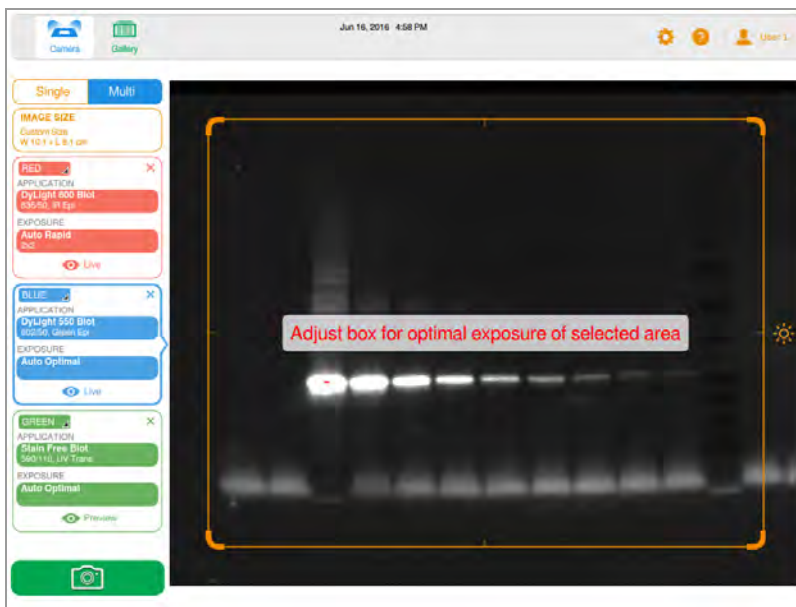 Jun 16, 2016 4:58 PM
Camera
Gallery
User 1
Single
Multi
IMAGE SIZE
Custom Size
W 10.1 x L 8.1 cm
RED
APPLICATION
DyLight 800 Blot
835/50, IR Epi
EXPOSURE
Auto Rapid
2x2
Live
BLUE
APPLICATION
DyLight 550 Blot
602/50, Green Epi
EXPOSURE
Auto Optimal
Live
GREEN
APPLICATION
Stain Free Blot
590/110, UV Trans
EXPOSURE
Auto Optimal
Preview
Adjust box for optimal exposure of selected area